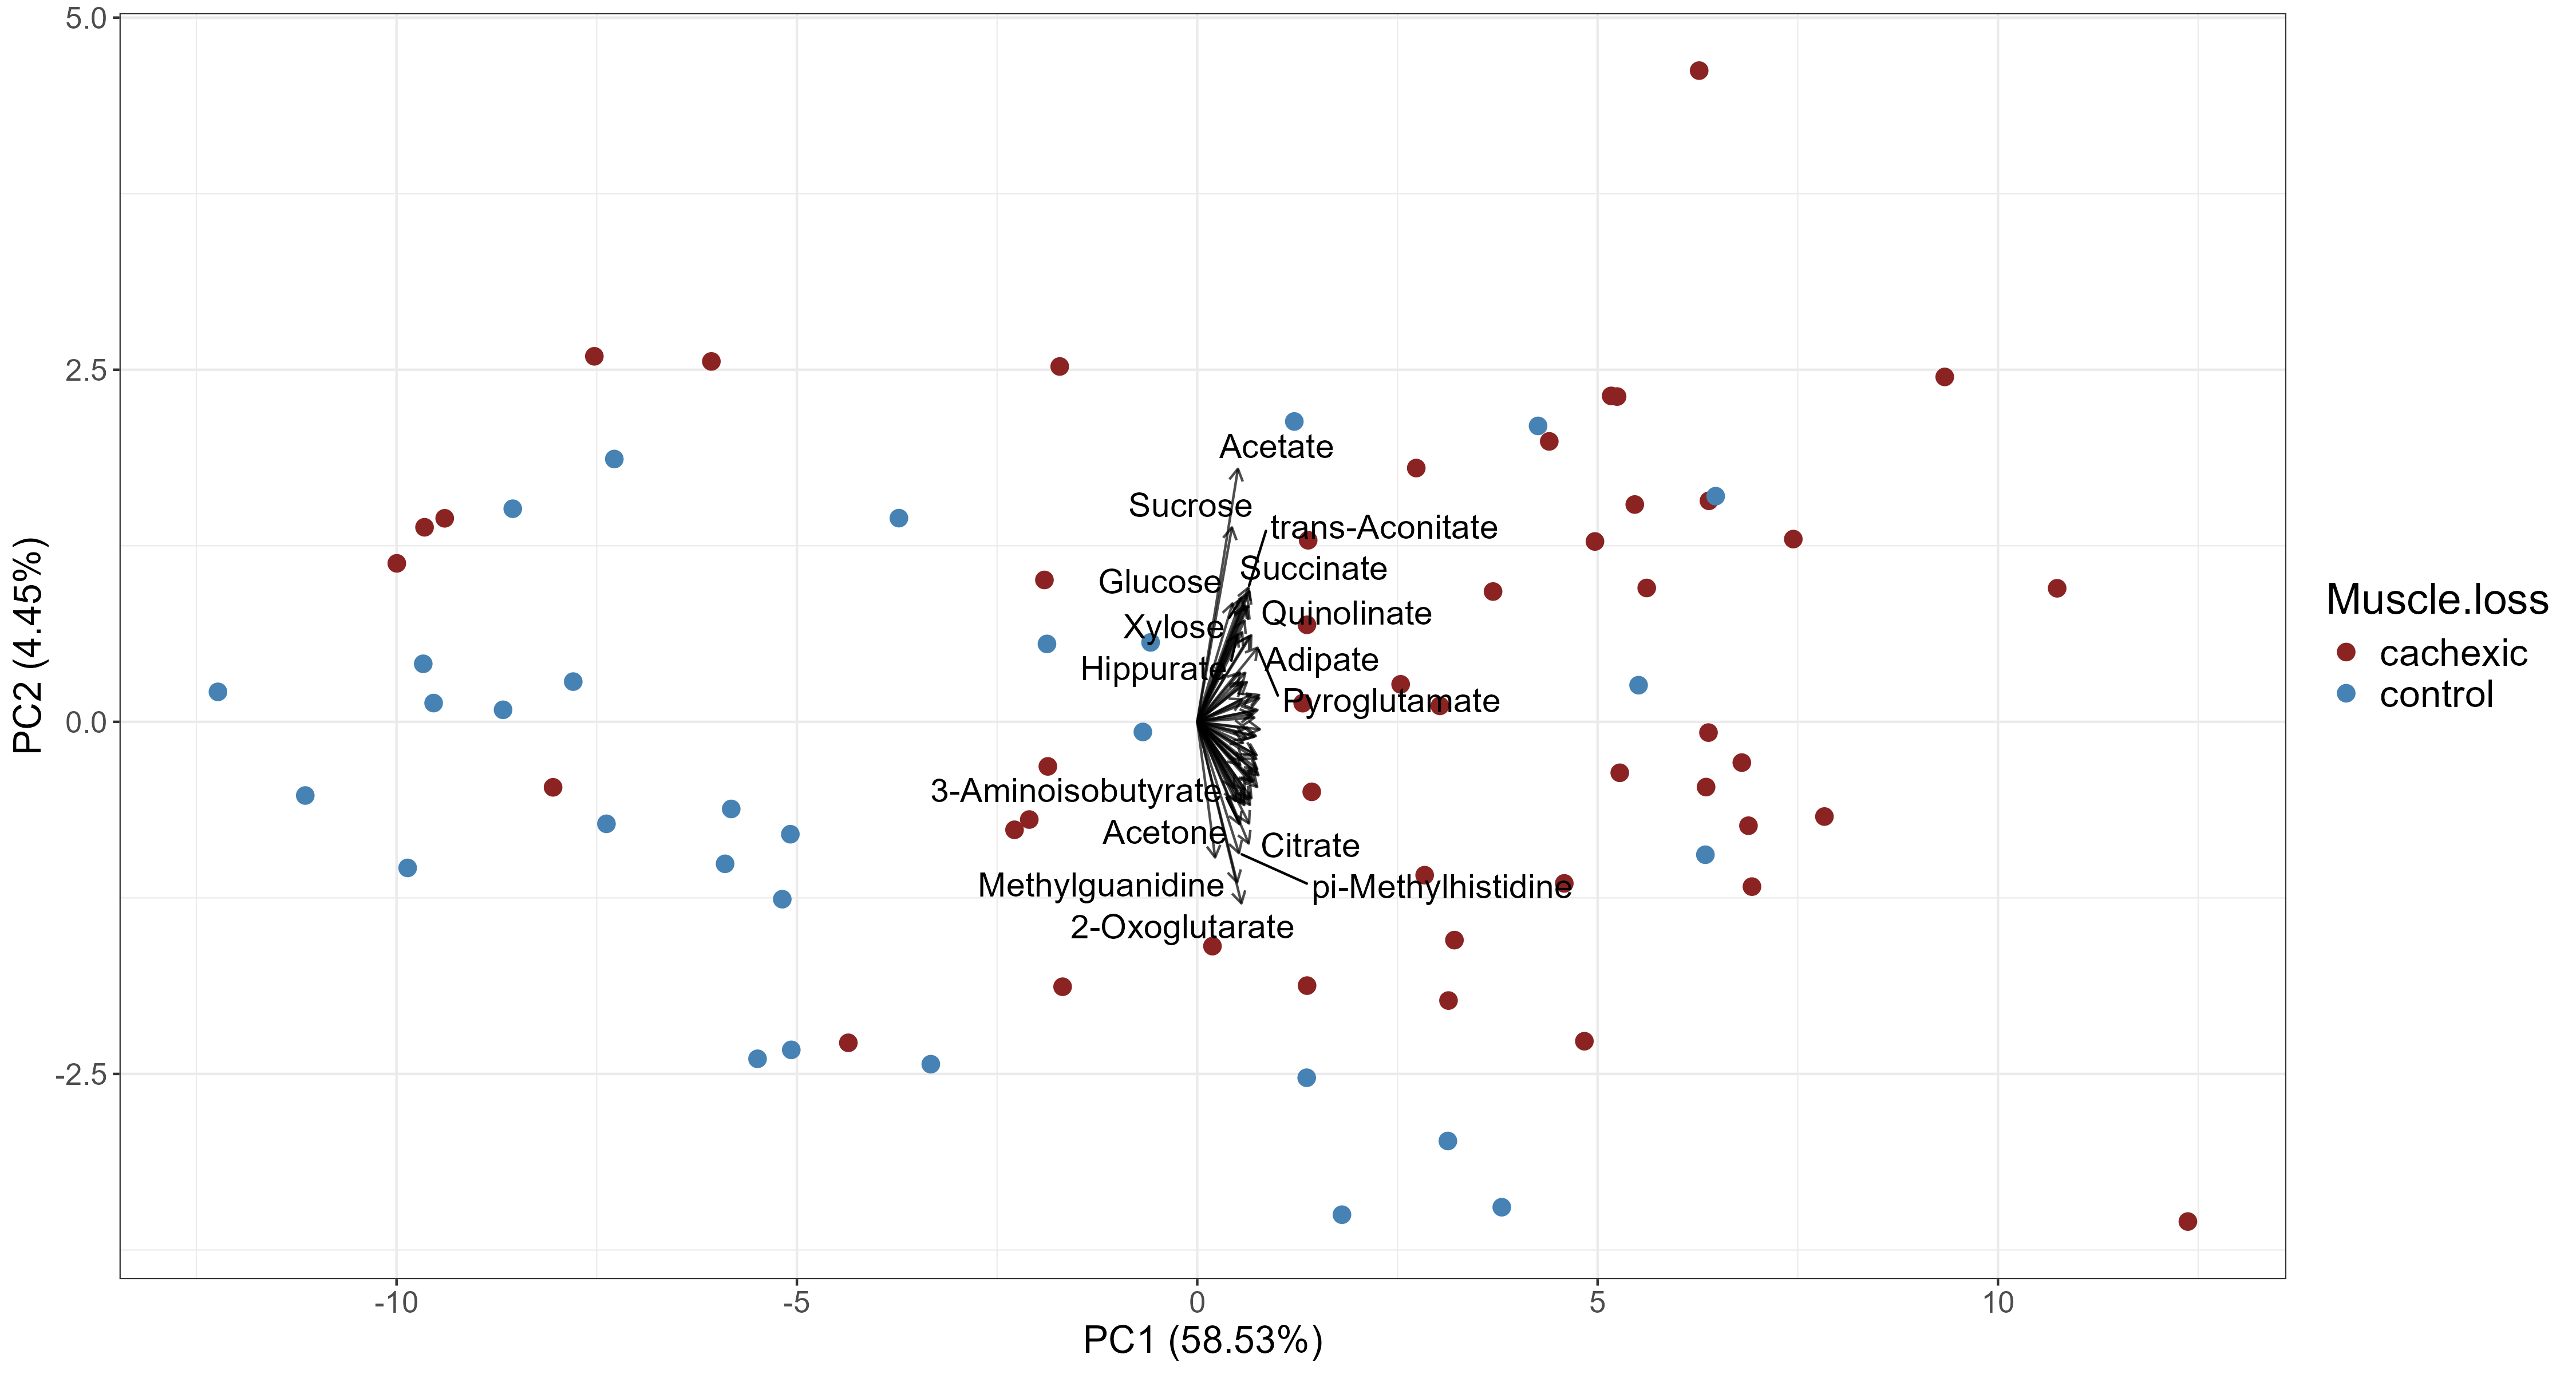 5.0
2.5
0.0
-2.5
PC2 (4.45%)
Acetate
Sucrose
trans-Aconitate
Succinate
Glucose
Quinolinate
Xylose
Adipate
Hippurate
Pyroglutamate
3-Aminoisobutyrate
Acetone
Citrate
Methylguanidine
pi-Methylhistidine
2-Oxoglutarate
-10
-5
0
5
10
PC1 (58.53%)
Muscle.loss
cachexic
control